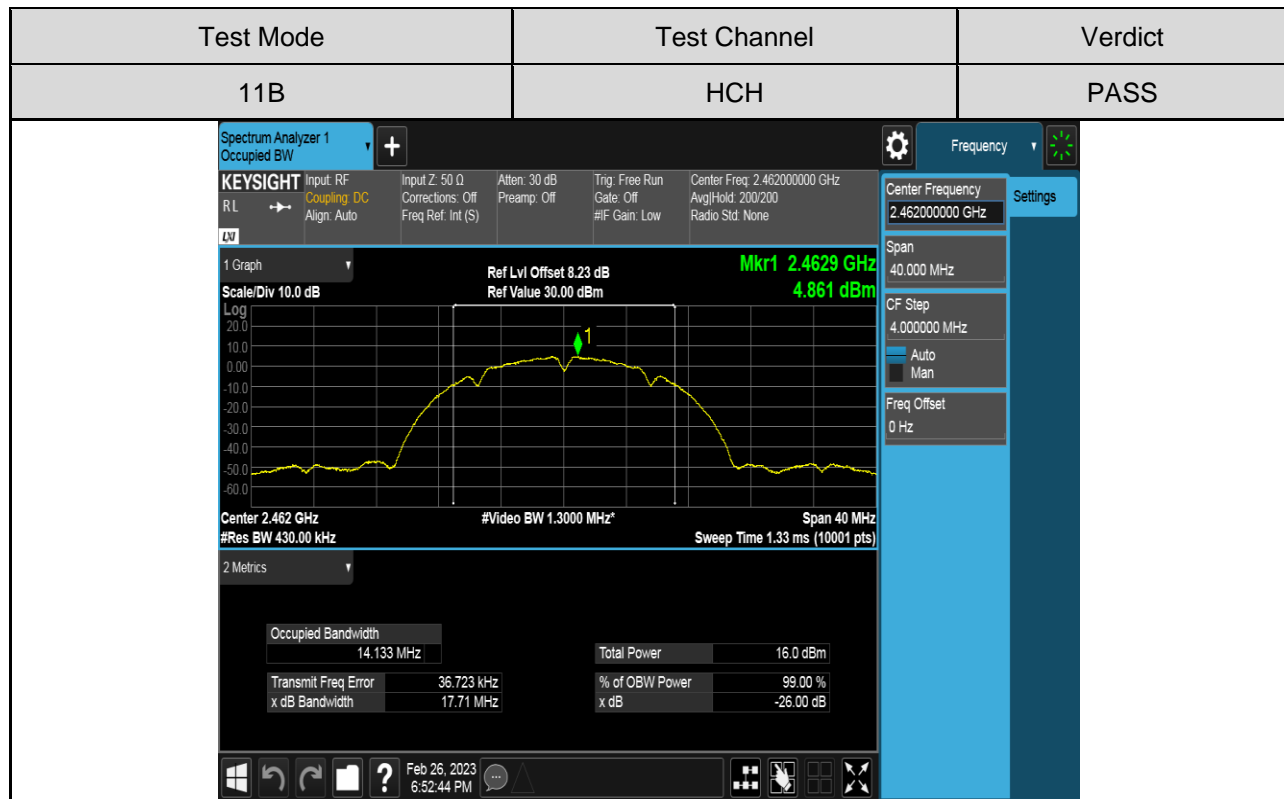 Test Mode Test Channel Verdict
11B HCH PASS
Spectrum Analyzer 1
Occupied BW
+
Frequency
KEYSIGHT
RL
LXI
Input: RF
Coupling: DC
Align: Auto
Input Z: 50 Ω
Corrections: Off
Freq Ref: Int (S)
Atten: 30 dB
Preamp: Off
Trig: Free Run
Gate: Off
#IF Gain: Low
Center Freq: 2.462000000 GHz
Avg|Hold: 200/200
Radio Std: None
Center Frequency
2.462000000 GHz
Settings
Span
40.000 MHz
CF Step
4.000000 MHz
Auto
Man
Freq Offset
0 Hz
1 Graph
Scale/Div 10.0 dB
Ref Lvl Offset 8.23 dB
Ref Value 30.00 dBm
Mkr1 2.4629 GHz
4.861 dBm
Log
20.0
10.0
0.00
-10.0
-20.0
-30.0
-40.0
-50.0
-60.0
1
Center 2.462 GHz
#Res BW 430.00 kHz
#Video BW 1.3000 MHz*
Span 40 MHz
Sweep Time 1.33 ms (10001 pts)
2 Metrics
Occupied Bandwidth
14.133 MHz
Total Power 16.0 dBm
Transmit Freq Error 36.723 kHz
% of OBW Power 99.00 %
x dB Bandwidth 17.71 MHz
x dB -26.00 dB
?
Feb 26, 2023
6:52:44 PM